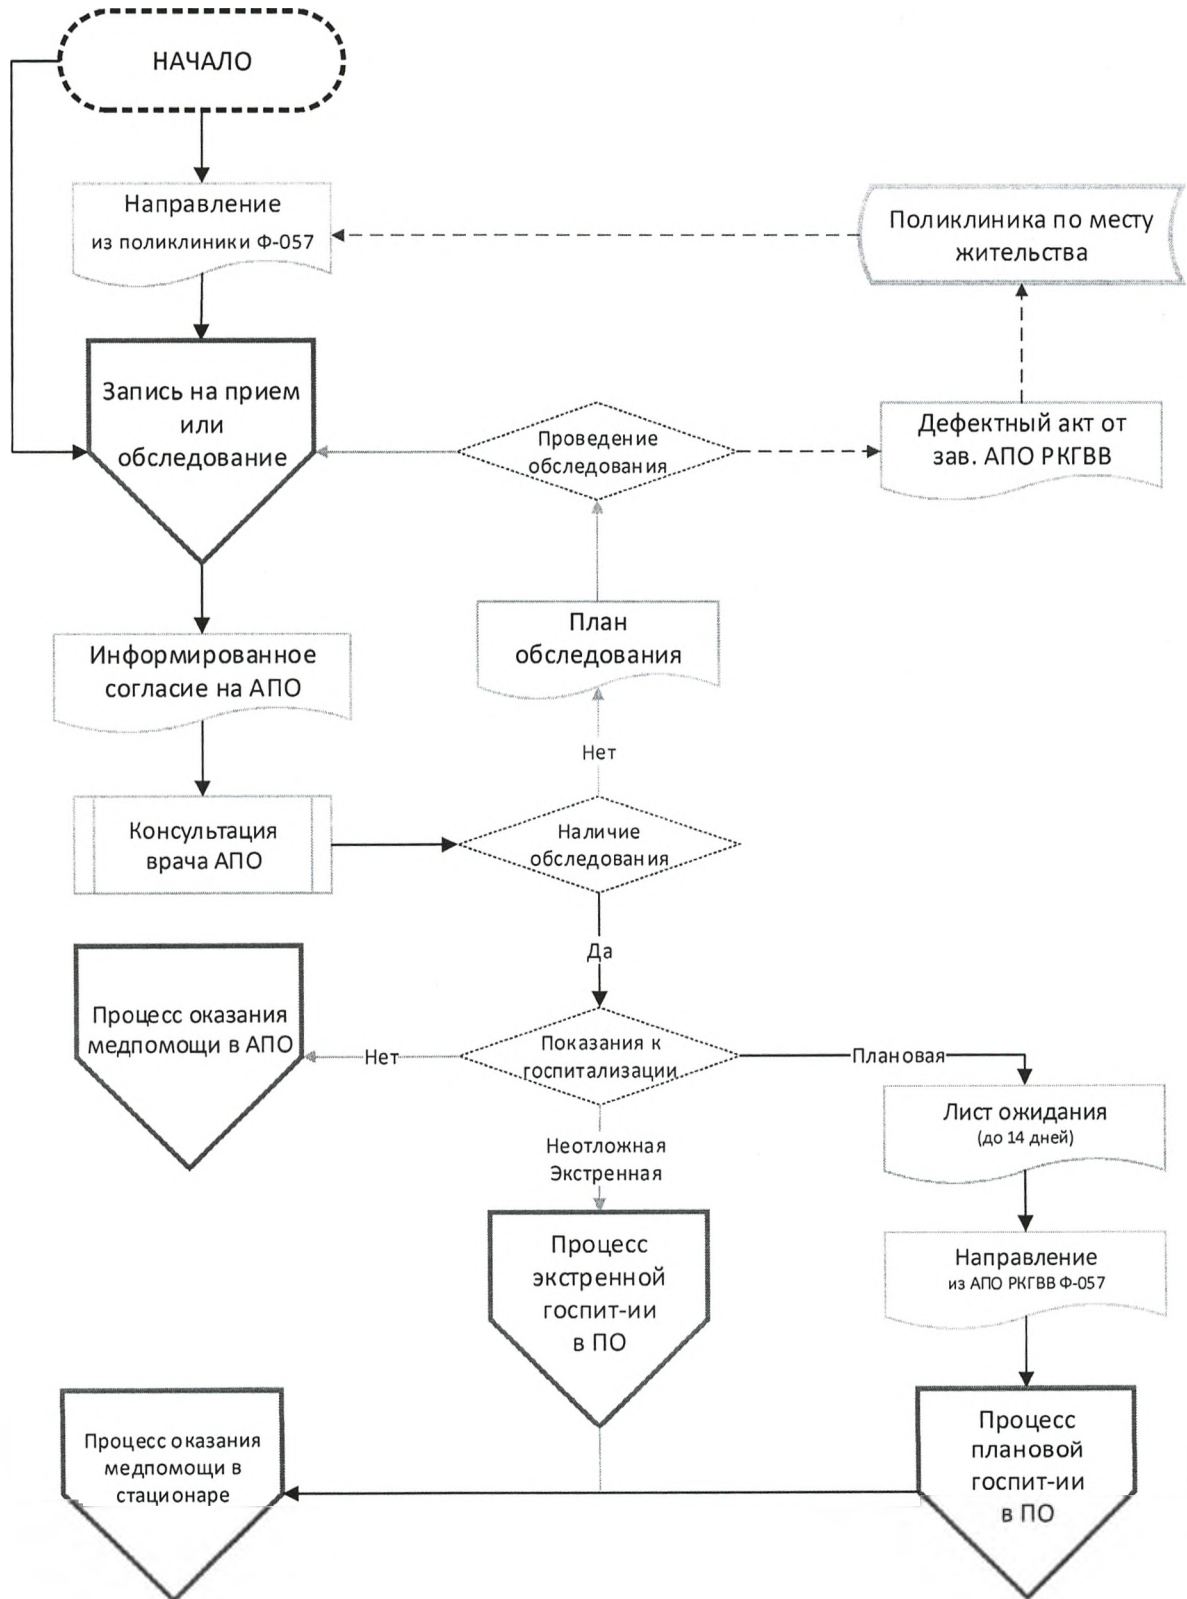 НАЧАЛО
Направление
из поликлиники Ф-057
Поликлиника по месту
жительства
Запись на прием
или
обследование
Проведение
обследования
Дефектный акт от
зав. АПО РКГВВ
План
обследования
Информированное
согласие на АПО
Нет
Консультация
врача АПО
Наличие
обследования
Да
Процесс оказания
медпомощи в АПО
Нет
Показания к
госпитализации
Плановая
Лист ожидания
(до 14 дней)
Неотложная
Экстренная
Процесс
экстренной
госпит-ии
в ПО
Направление
из АПО РКГВВ Ф-057
Процесс оказания
медпомощи в
стационаре
Процесс
плановой
госпит-ии
в ПО